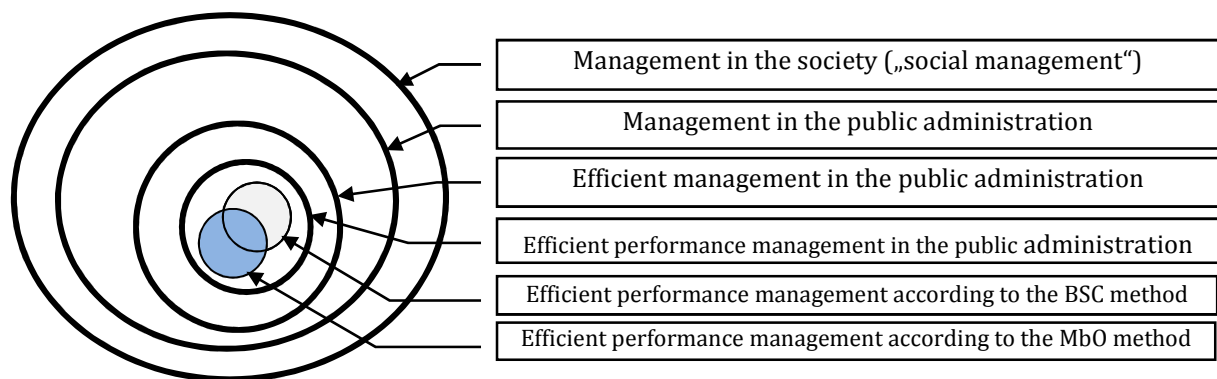 Management in the society („social management“)
Management in the public administration
Efficient management in the public administration
Efficient performance management in the public administration
Efficient performance management according to the BSC method
Efficient performance management according to the MbO method